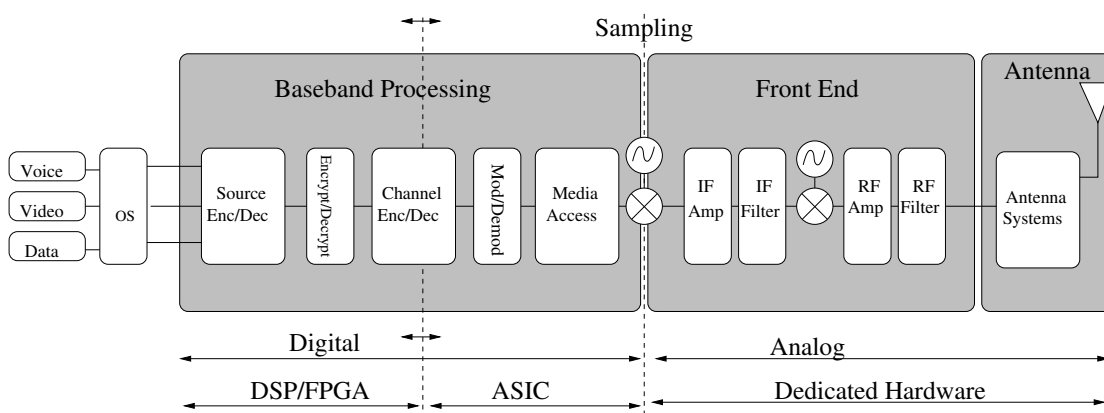 Sampling
Baseband Processing
Front End
Antenna
Voice
Video
Data
OS
Source
Enc/Dec
Encrypt/Decrypt
Channel
Enc/Dec
Mod/Demod
Media
Access
IF
Amp
IF
Filter
RF
Amp
RF
Filter
Antenna
Systems
Digital
Analog
DSP/FPGA
ASIC
Dedicated Hardware